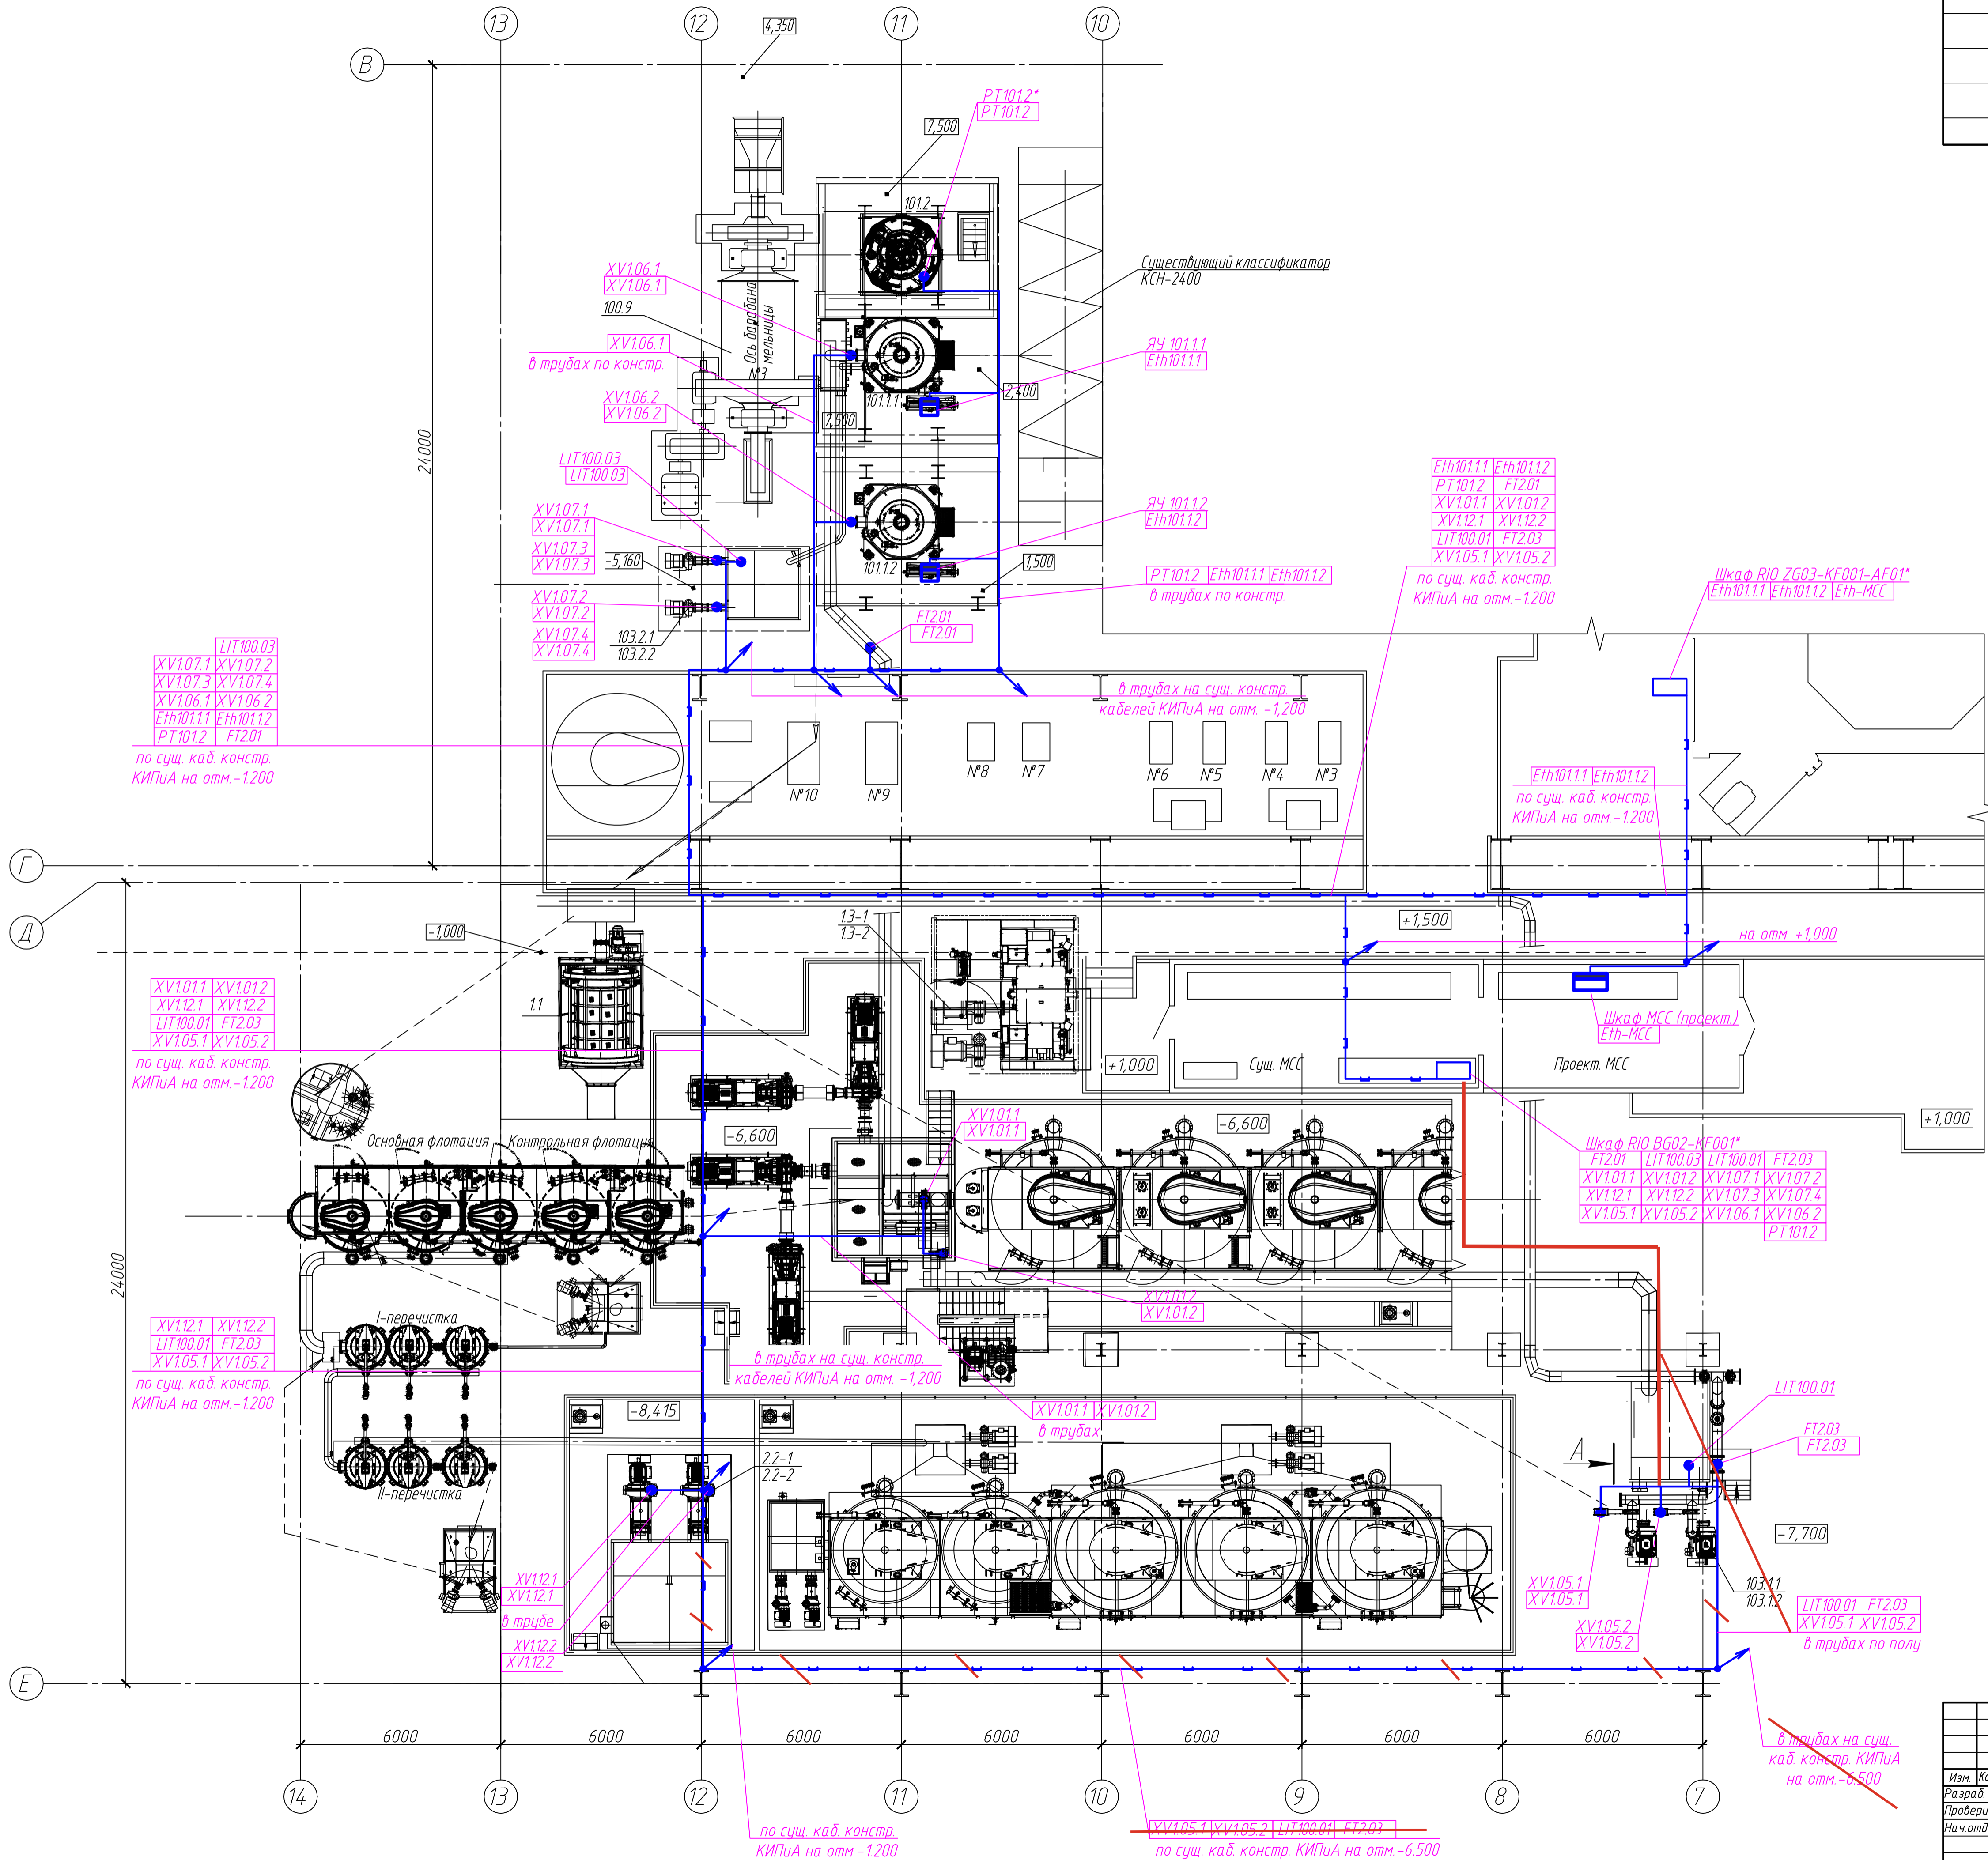 13
12
11
10
В
4,350
РТ101.2*
РТ101.2
7,500
101.2
Существующий классификатор
КСН-2400
XV1.06.1
XV1.06.1
100.9
Ось барабана
мельницы
№3
XV1.06.1
в трубах по констр.
ЯУ 101.1.1
Eth101.1.1
2,400
101.1.1
7,500
XV1.06.2
XV1.06.2
24000
LIT100.03
LIT100.03
Eth101.1.1 Eth101.1.2
PT101.2 FT2.01
XV1.01.1 XV1.01.2
XV1.12.1 XV1.12.2
LIT100.01 FT2.03
XV1.05.1 XV1.05.2
по сущ. каб. констр.
КИПиА на отм.-1.200
XV1.07.1
XV1.07.1
XV1.07.3
XV1.07.3
-5,160
ЯУ 101.1.2
Eth101.1.2
101.1.2
1,500
PT101.2 Eth101.1.1 Eth101.1.2
в трубах по констр.
Шкаф RIO ZG03-KF001-AF01*
Eth101.1.1 Eth101.1.2 Eth-MCC
XV1.07.2
XV1.07.2
XV1.07.4
XV1.07.4
103.2.1
103.2.2
FT2.01
FT2.01
LIT100.03
XV1.07.1 XV1.07.2
XV1.07.3 XV1.07.4
XV1.06.1 XV1.06.2
Eth101.1.1 Eth101.1.2
PT101.2 FT2.01
по сущ. каб. констр.
КИПиА на отм.-1.200
в трубах на сущ. констр.
кабелей КИПиА на отм. -1,200
№10
№9
№8
№7
№6
№5
№4
№3
Eth101.1.1 Eth101.1.2
по сущ. каб. констр.
КИПиА на отм.-1.200
Г
Д
-1,000
1.3-1
1.3-2
+1,500
на отм. +1,000
XV1.01.1 XV1.01.2
XV1.12.1 XV1.12.2
LIT100.01 FT2.03
XV1.05.1 XV1.05.2
по сущ. каб. констр.
КИПиА на отм.-1.200
1.1
Шкаф МСС (проект.)
Eth-MCC
+1,000
Сущ. МСС
Проект. МСС
+1,000
Основная флотация
Контрольная флотация
-6,600
XV1.01.1
XV1.01.1
-6,600
Шкаф RIO BG02-KF001*
FT2.01 LIT100.03 LIT100.01 FT2.03
XV1.01.1 XV1.01.2 XV1.07.1 XV1.07.2
XV1.12.1 XV1.12.2 XV1.07.3 XV1.07.4
XV1.05.1 XV1.05.2 XV1.06.1 XV1.06.2
PT101.2
24000
XV1.01.2
XV1.01.2
XV1.12.1 XV1.12.2
LIT100.01 FT2.03
XV1.05.1 XV1.05.2
по сущ. каб. констр.
КИПиА на отм.-1.200
I-перечистка
II-перечистка
в трубах на сущ. констр.
кабелей КИПиА на отм. -1,200
XV1.01.1 XV1.01.2
в трубах
-8,415
2.2-1
2.2-2
LIT100.01
FT2.03
FT2.03
А
-7,700
XV1.12.1
XV1.12.1
в трубе
XV1.12.2
XV1.12.2
XV1.05.1
XV1.05.1
XV1.05.2
XV1.05.2
103.1.1
103.1.2
LIT100.01 FT2.03
XV1.05.1 XV1.05.2
в трубах по полу
Е
6000
6000
6000
6000
6000
6000
6000
в трубах на сущ.
каб. констр. КИПиА
на отм.-6.500
14
13
12
11
10
9
8
7
по сущ. каб. констр.
КИПиА на отм.-1.200
XV1.05.1 XV1.05.2 LIT100.01 FT2.03
по сущ. каб. констр. КИПиА на отм.-6.500
Изм.
Разраб.
Провери
Нач.отд